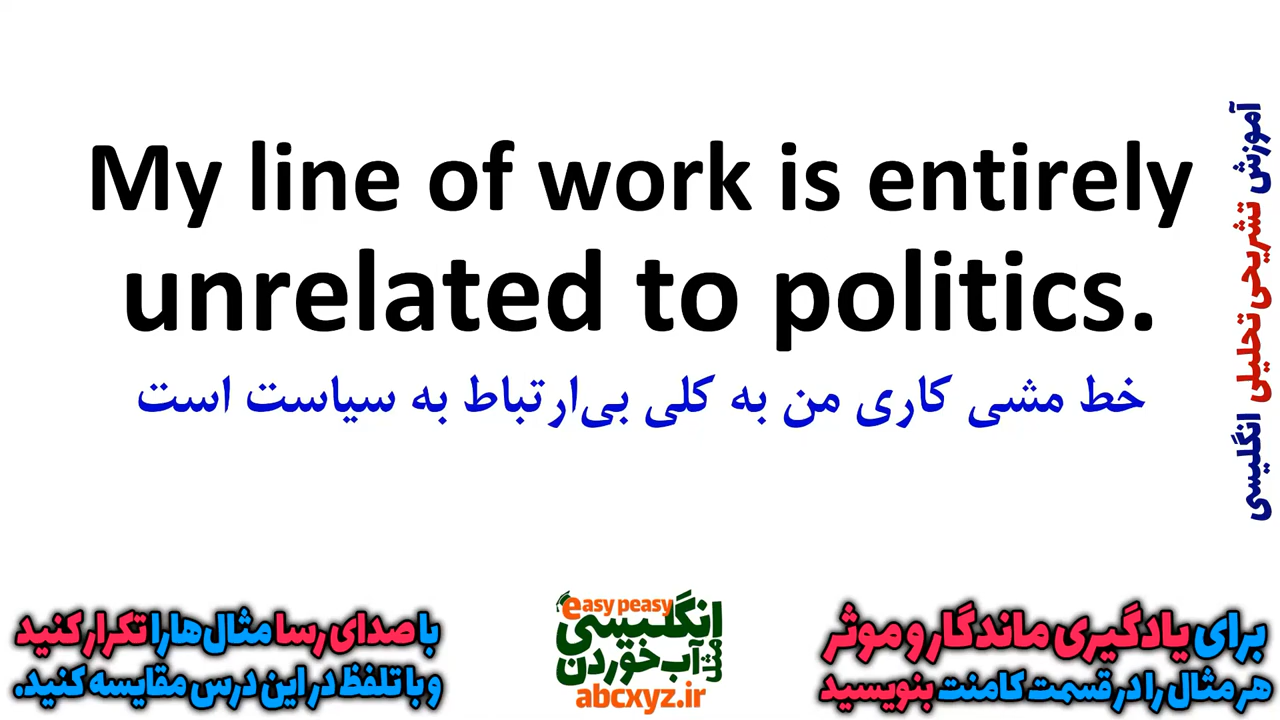 My line of work is entirely
unrelated to politics.
خط مشی کاری من به کلی بی‌ارتباط به سیاست است
آموزش تشریحی تحلیلی انگلیسی
برای یادگیری ماندگار و موثر
هر مثال را در قسمت کامنت بنویسید
easy peasy
انگلیسی
مثل آب خوردن
abcxyz.ir
با صدای رسا مثال‌ها را تکرار کنید
و با تلفظ در این درس مقایسه کنید.